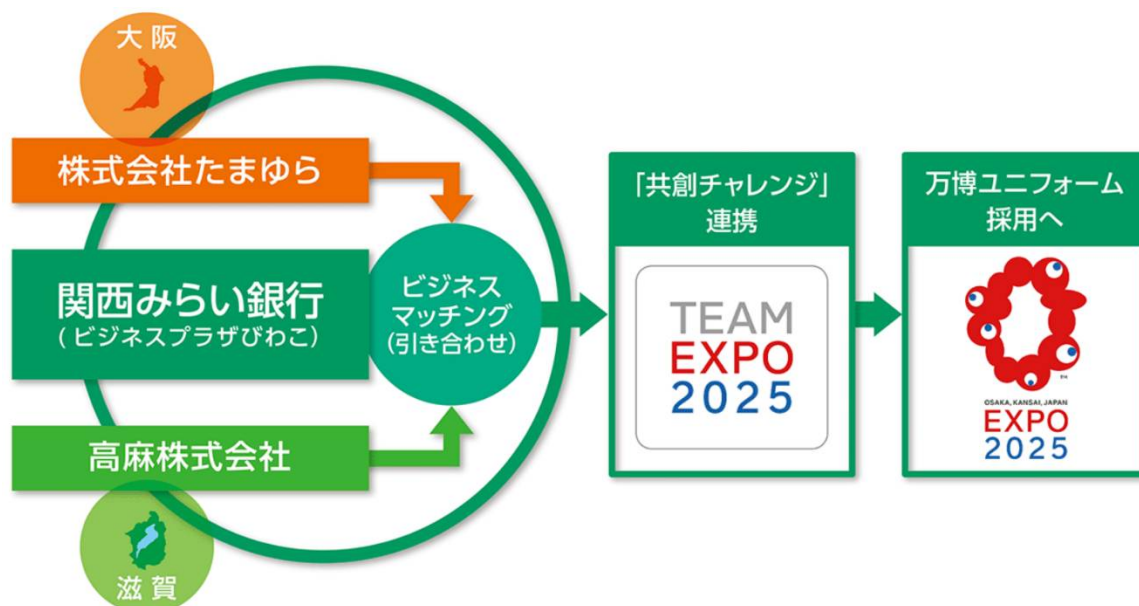 大阪
株式会社たまゆら
関西みらい銀行
(ビジネスプラザびわこ)
高麻株式会社
滋賀
ビジネス
マッチング
(引き合わせ)
「共創チャレンジ」
連携
TEAM
EXPO
2025
万博ユニフォーム
採用へ
TM
OSAKA, KANSAI, JAPAN
EXPO
2025